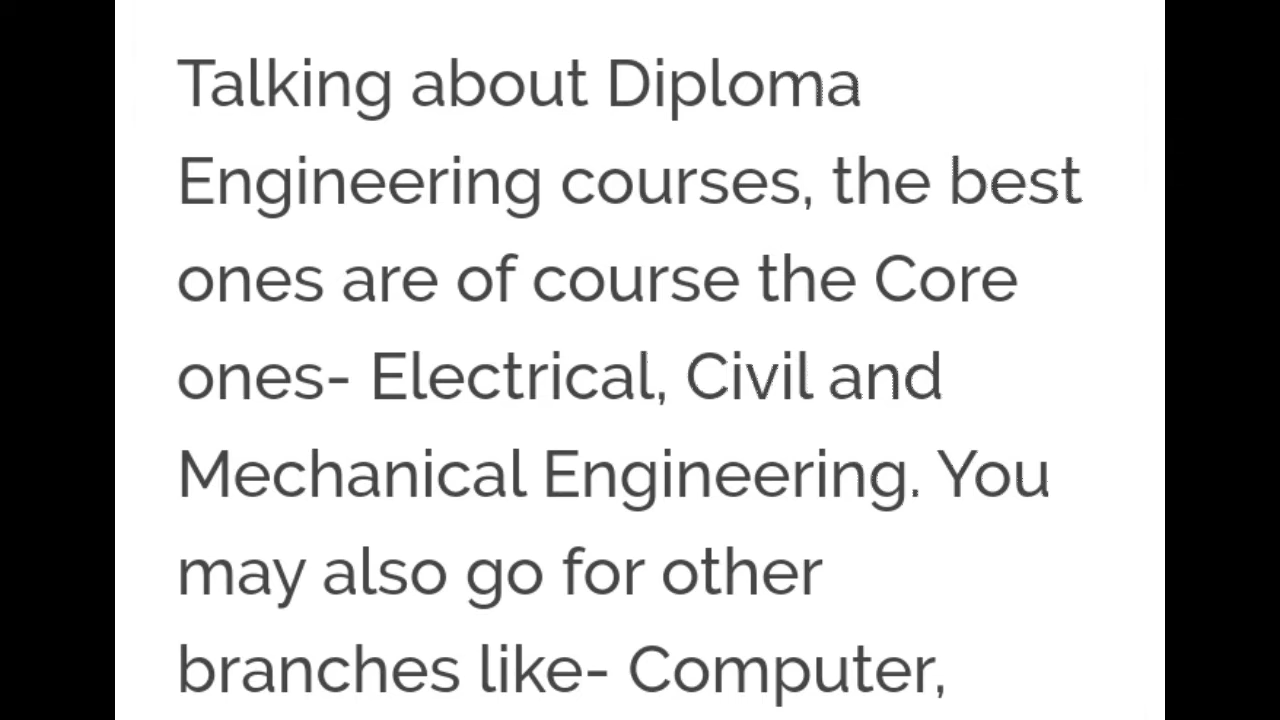 Talking about Diploma
Engineering courses, the best
ones are of course the Core
ones- Electrical, Civil and
Mechanical Engineering. You
may also go for other
branches like- Computer,